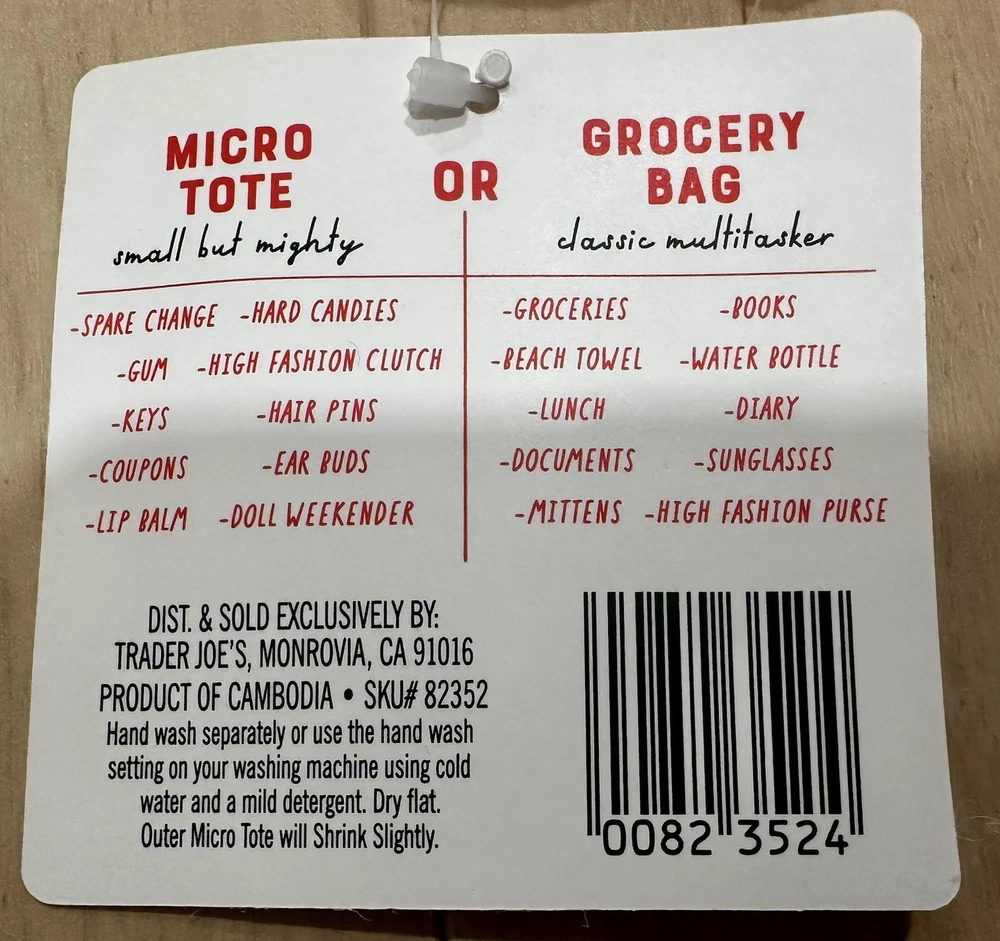 MICRO
TOTE
small but mighty
OR
GROCERY
BAG
classic multitasker
-SPARE CHANGE -HARD CANDIES
-GUM -HIGH FASHION CLUTCH
-KEYS -HAIR PINS
-COUPONS -EAR BUDS
-LIP BALM -DOLL WEEKENDER
-GROCERIES -BOOKS
-BEACH TOWEL -WATER BOTTLE
-LUNCH -DIARY
-DOCUMENTS -SUNGLASSES
-MITTENS -HIGH FASHION PURSE
DIST. & SOLD EXCLUSIVELY BY:
TRADER JOE'S, MONROVIA, CA 91016
PRODUCT OF CAMBODIA • SKU# 82352
Hand wash separately or use the hand wash
setting on your washing machine using cold
water and a mild detergent. Dry flat.
Outer Micro Tote will Shrink Slightly.
0082 3524